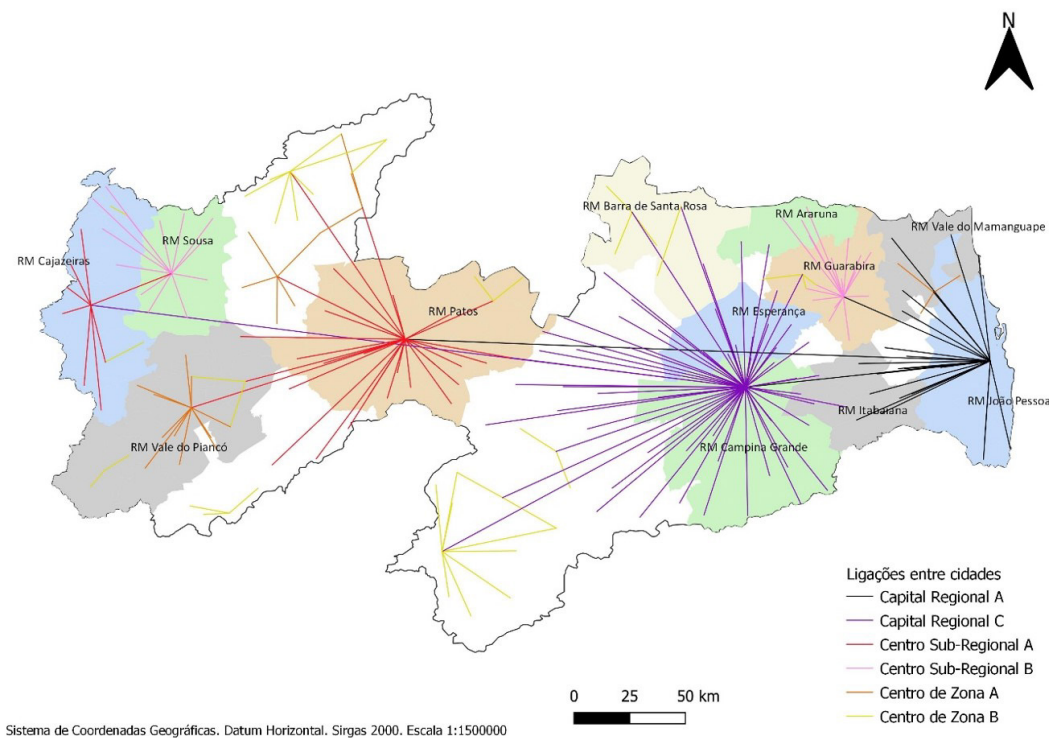 N
RM Barra de Santa Rosa
RM Araruna
RM Vale do Mamanguape
RM Sousa
RM Cajazeiras
RM Guarabira
RM Patos
RM Esperança
RM João Pessoa
RM Itabaiana
RM Vale do Piancó
RM Campina Grande
Ligações entre cidades
Capital Regional A
Capital Regional C
Centro Sub-Regional A
Centro Sub-Regional B
Centro de Zona A
Centro de Zona B
0 25 50 km
Sistema de Coordenadas Geográficas. Datum Horizontal. Sirgas 2000. Escala 1:1500000